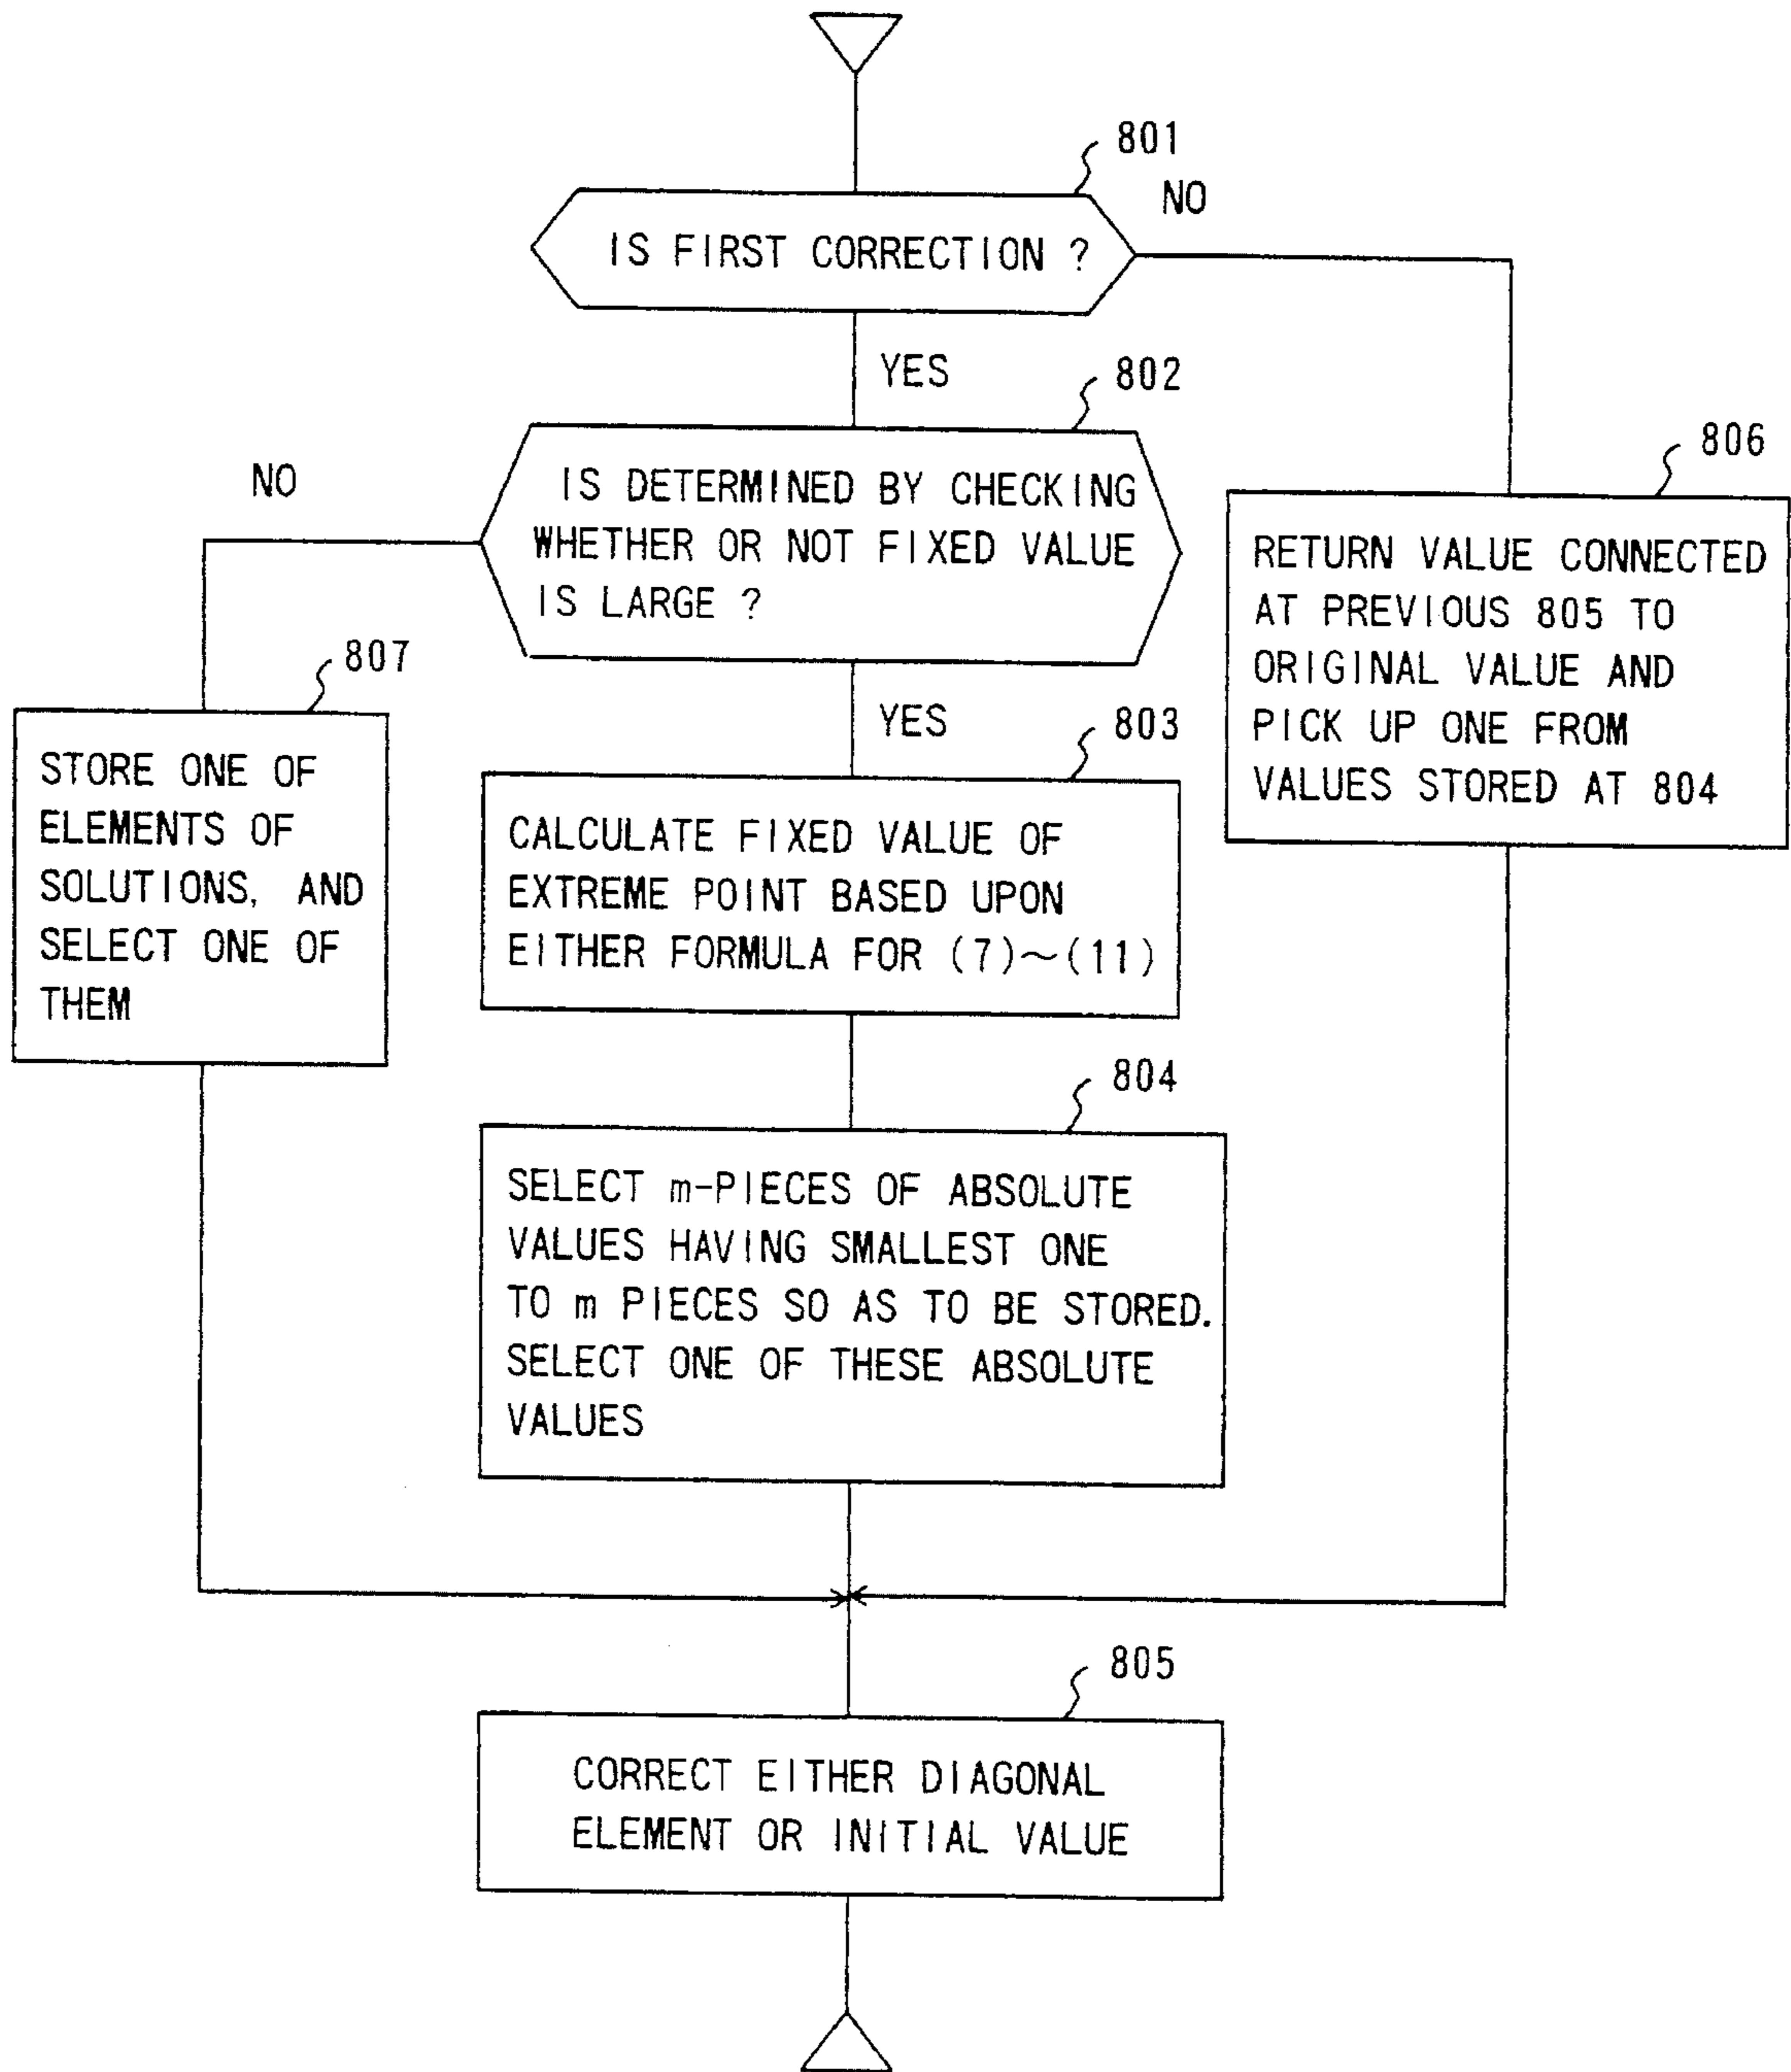 801
NO
IS FIRST CORRECTION ?
YES
802
NO
IS DETERMINED BY CHECKING
WHETHER OR NOT FIXED VALUE
IS LARGE ?
806
RETURN VALUE CONNECTED
AT PREVIOUS 805 TO
ORIGINAL VALUE AND
PICK UP ONE FROM
VALUES STORED AT 804
807
STORE ONE OF
ELEMENTS OF
SOLUTIONS, AND
SELECT ONE OF
THEM
YES
803
CALCULATE FIXED VALUE OF
EXTREME POINT BASED UPON
EITHER FORMULA FOR (7)~(11)
804
SELECT m-PIECES OF ABSOLUTE
VALUES HAVING SMALLEST ONE
TO m PIECES SO AS TO BE STORED.
SELECT ONE OF THESE ABSOLUTE
VALUES
805
CORRECT EITHER DIAGONAL
ELEMENT OR INITIAL VALUE